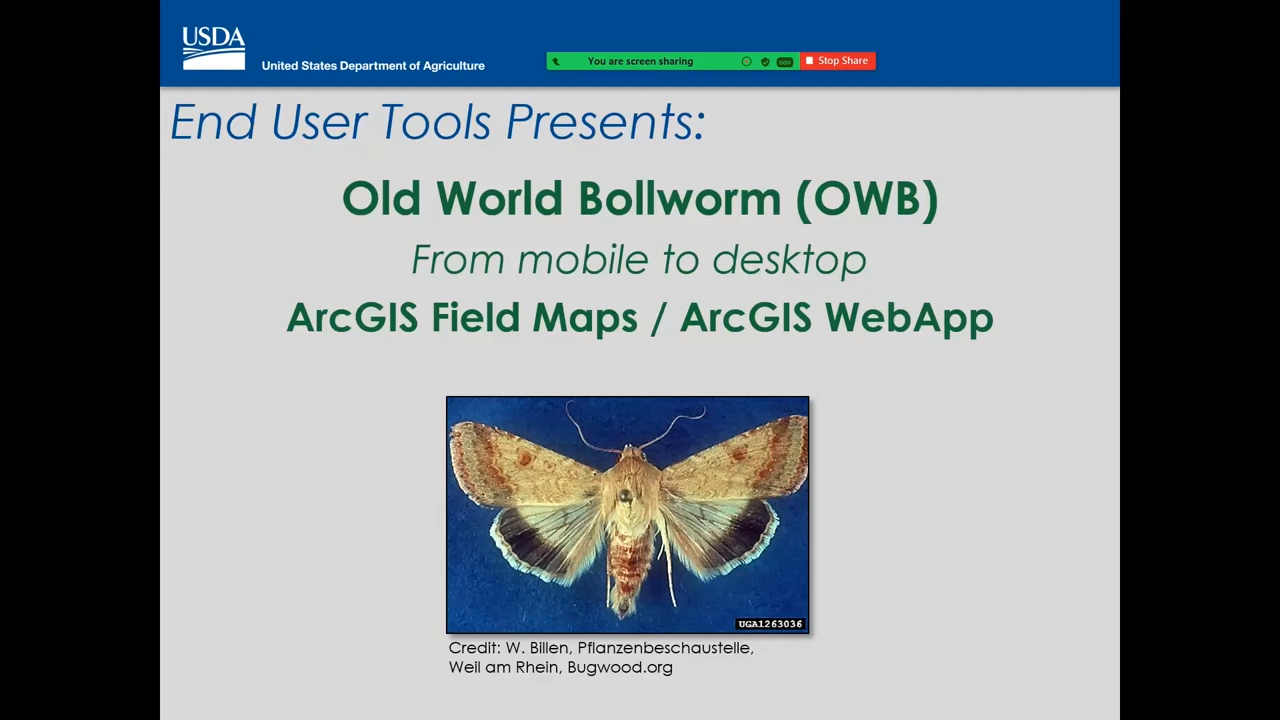 USDA
United States Department of Agriculture
You are screen sharing
GOV
Stop Share
End User Tools Presents:
Old World Bollworm (OWB)
From mobile to desktop
ArcGIS Field Maps / ArcGIS WebApp
UGA1263036
Credit: W. Billen, Pflanzenbeschaustelle,
Weil am Rhein, Bugwood.org